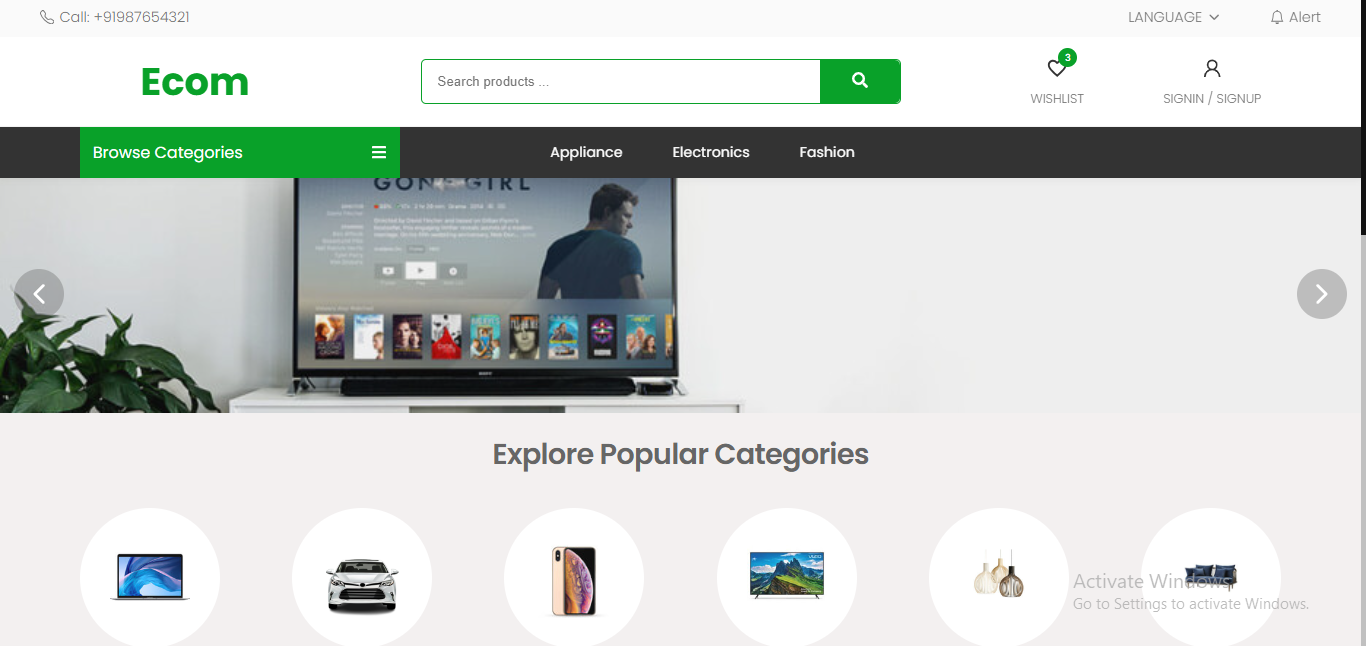 Call: +91987654321
LANGUAGE
Alert
Ecom
Search products ...
3
WISHLIST
SIGNIN / SIGNUP
Browse Categories
Appliance
Electronics
Fashion
GONE GIRL
Explore Popular Categories
Activate Windows
Go to Settings to activate Windows.